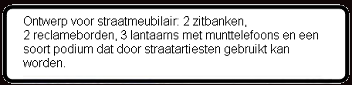 Ontwerp voor straatmeubilair: 2 zitbanken,
2 reclameborden, 3 lantaarns met munttelefoons en een
soort podium dat door straatartiesten gebruikt kan
worden.